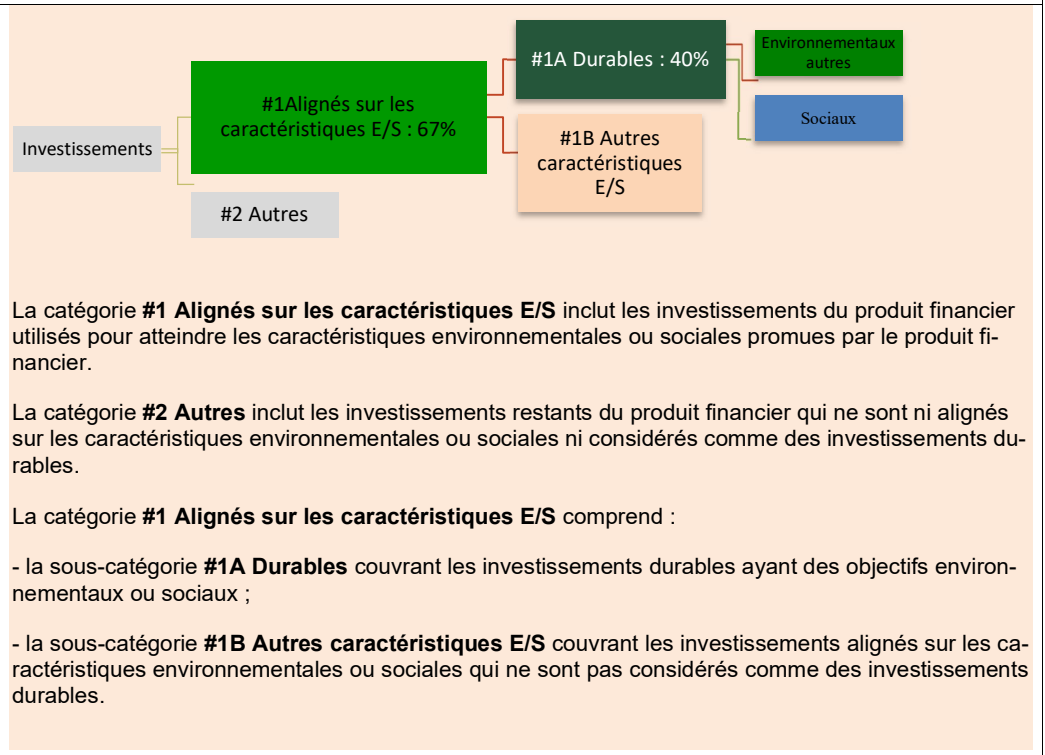 Investissements
#1Alignés sur les
caractéristiques E/S : 67%
#2 Autres
#1A Durables : 40%
#1B Autres
caractéristiques
E/S
Environnementaux
autres
Sociaux
La catégorie #1 Alignés sur les caractéristiques E/S inclut les investissements du produit financier
utilisés pour atteindre les caractéristiques environnementales ou sociales promues par le produit fi-
nancier.
La catégorie #2 Autres inclut les investissements restants du produit financier qui ne sont ni alignés
sur les caractéristiques environnementales ou sociales ni considérés comme des investissements du-
rables.
La catégorie #1 Alignés sur les caractéristiques E/S comprend :
- la sous-catégorie #1A Durables couvrant les investissements durables ayant des objectifs environ-
nementaux ou sociaux ;
- la sous-catégorie #1B Autres caractéristiques E/S couvrant les investissements alignés sur les ca-
ractéristiques environnementales ou sociales qui ne sont pas considérés comme des investissements
durables.